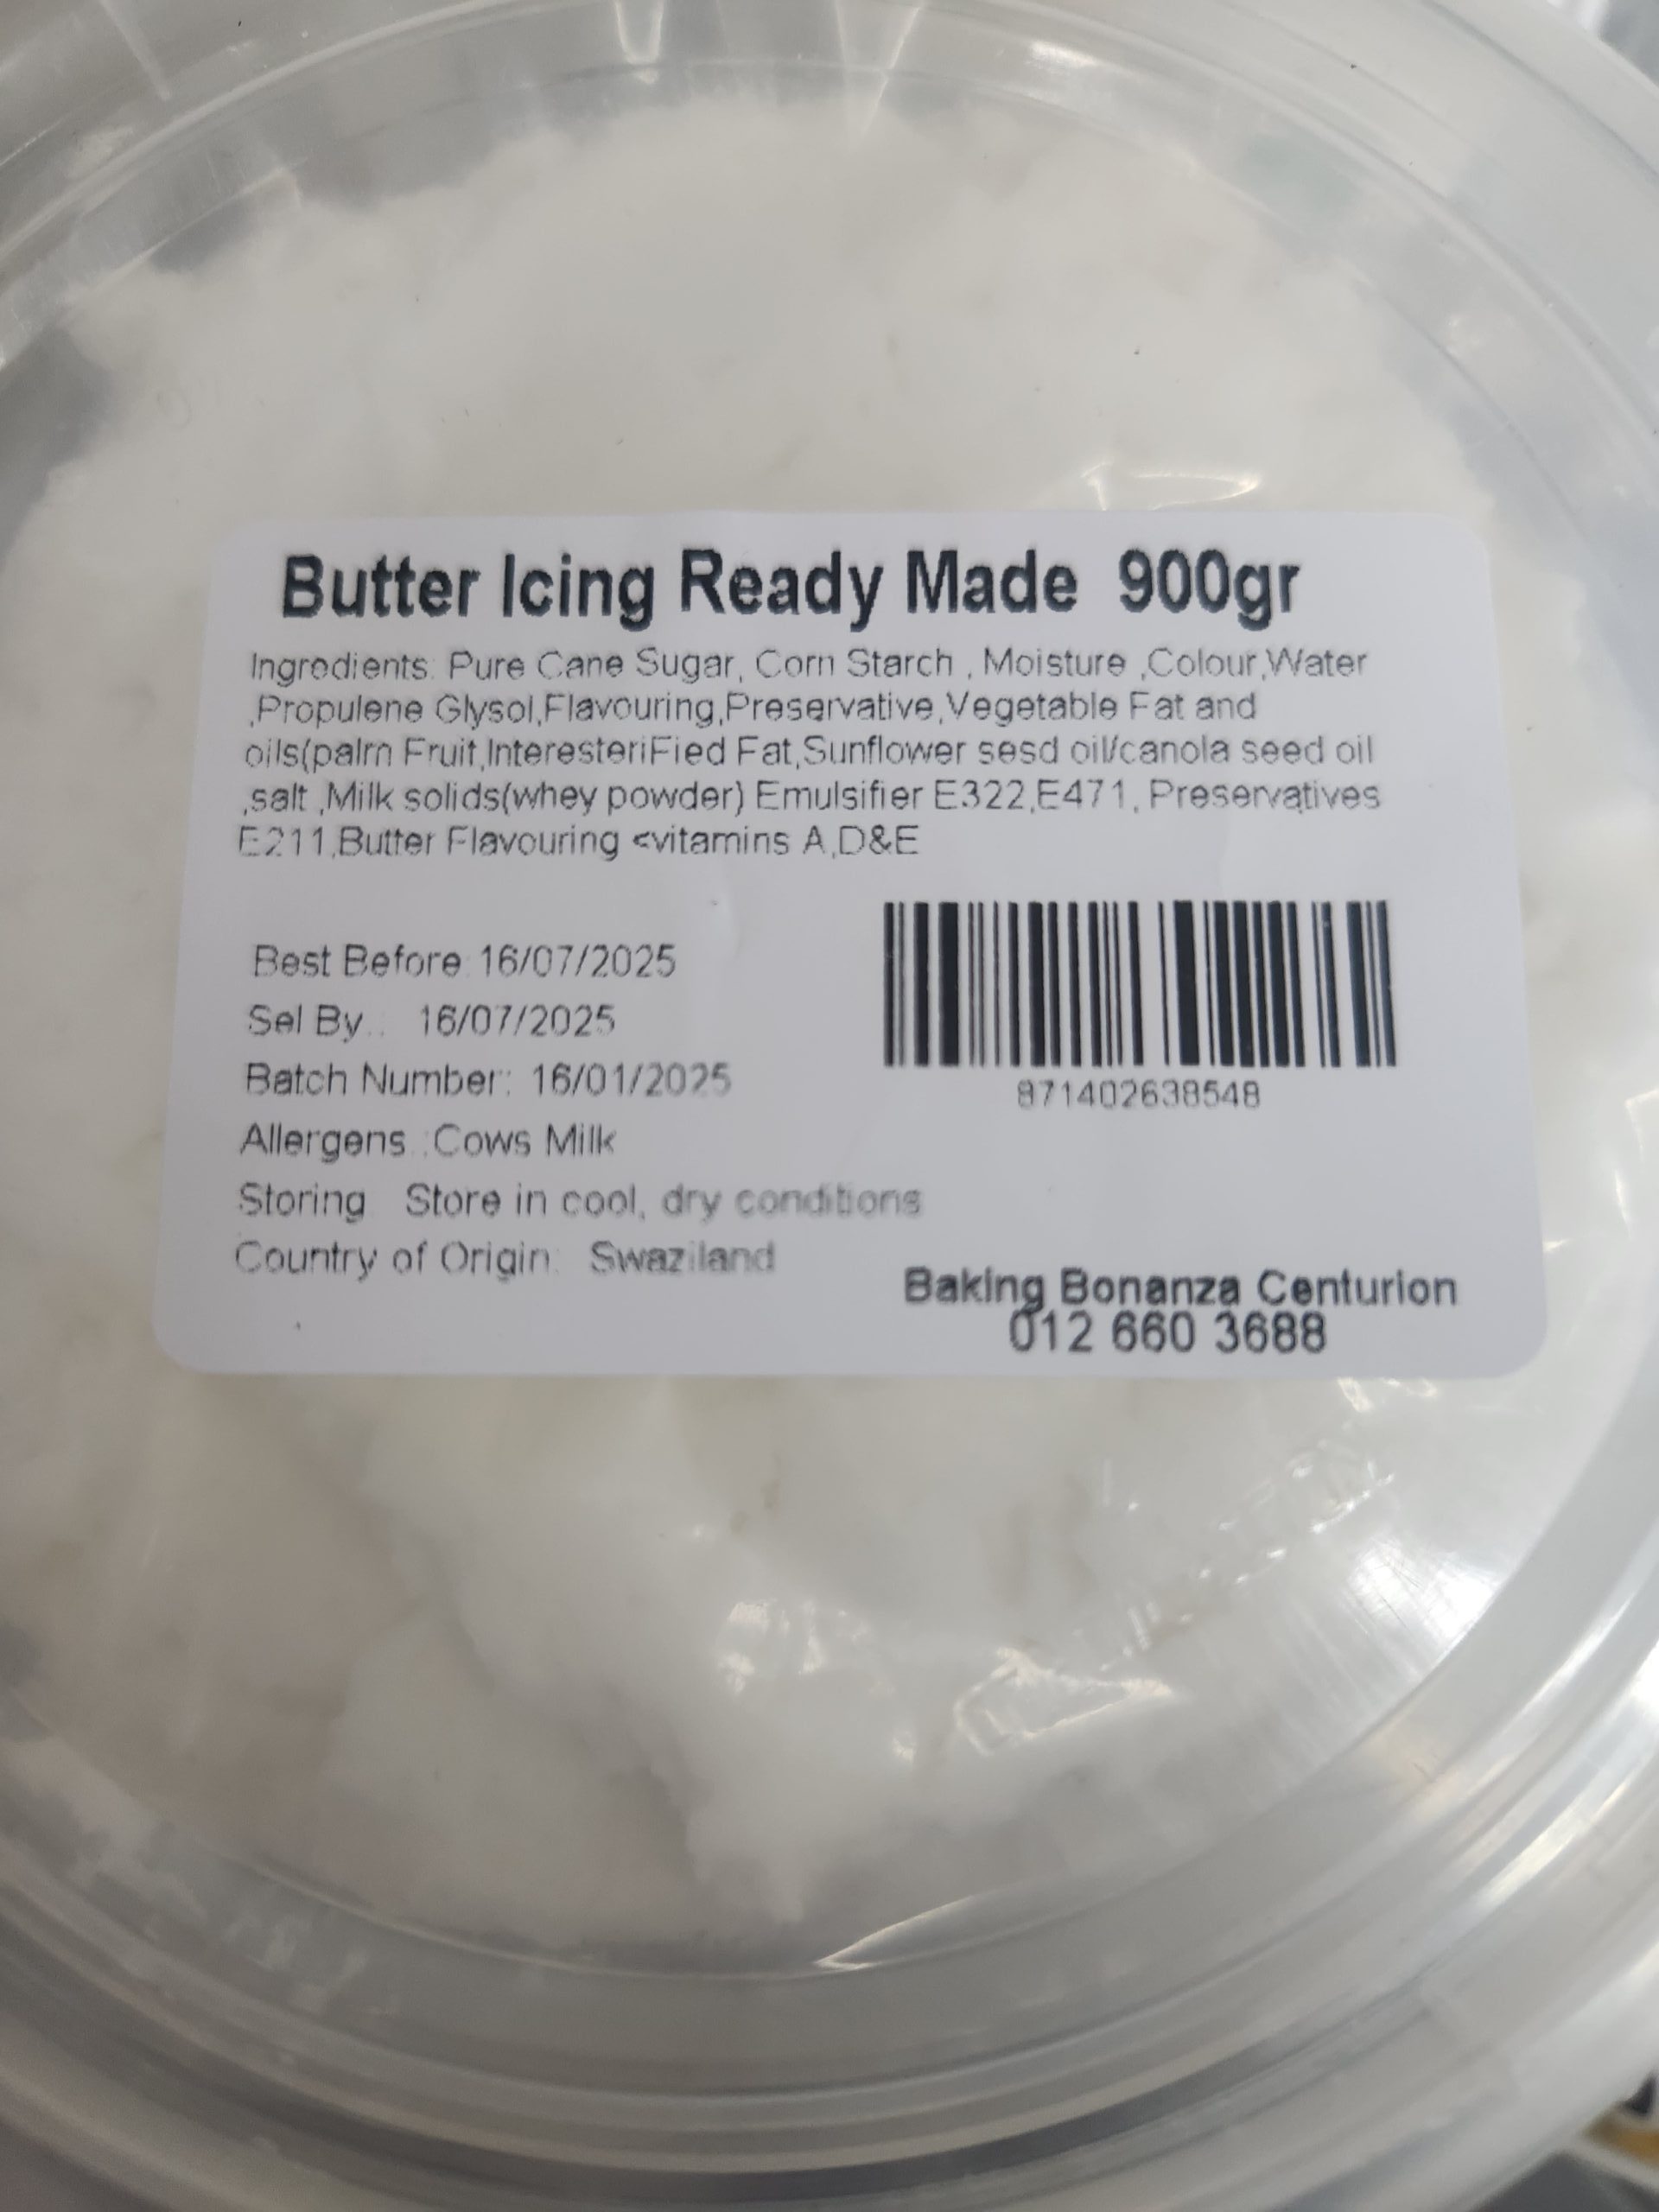 Butter Icing Ready Made 900gr
Ingredients: Pure Cane Sugar, Corn Starch , Moisture ,Colour,Water
,Propulene Glysol,Flavouring,Preservative,Vegetable Fat and
oils(palm Fruit,InteresteriFied Fat,Sunflower sesd oil/canola seed oil
,salt ,Milk solids(whey powder) Emulsifier E322,E471, Preservatives
E211,Butter Flavouring <vitamins A,D&E
Best Before 16/07/2025
Sel By.: 16/07/2025
Batch Number: 16/01/2025
871402638548
Allergens :Cows Milk
Storing Store in cool, dry conditions
Country of Origin: Swaziland
Baking Bonanza Centurion
012 660 3688